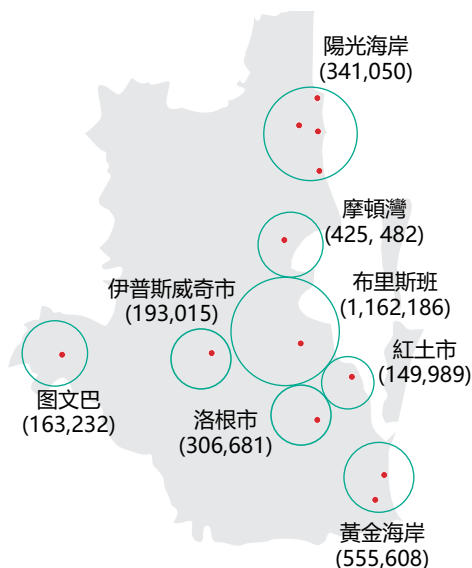 陽光海岸
(341,050)
摩頓灣
(425, 482)
伊普斯威奇市
(193,015)
布里斯班
(1,162,186)
紅土市
(149,989)
图文巴
(163,232)
洛根市
(306,681)
黃金海岸
(555,608)